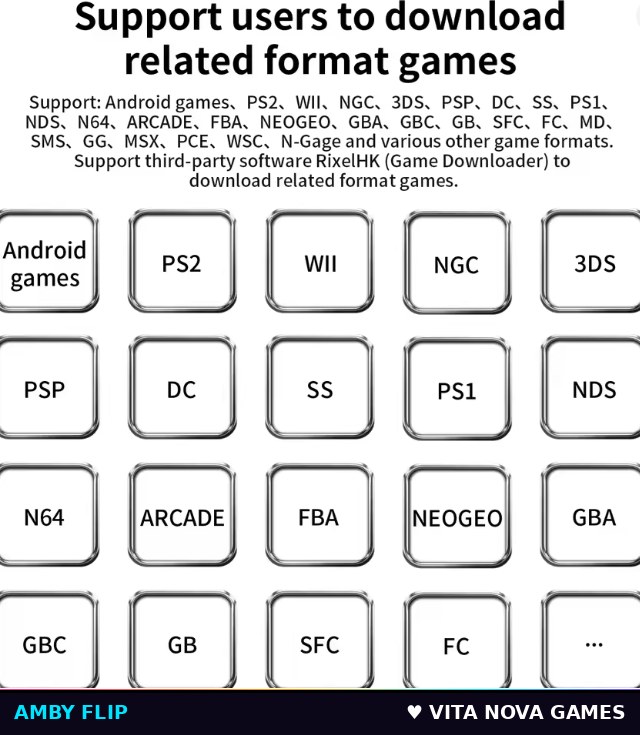 Support users to download
related format games
Support: Android games、PS2、WII、NGC、3DS、PSP、DC、SS、PS1、
NDS、N64、ARCADE、FBA、NEOGEO、GBA、GBC、GB、SFC、FC、MD、
SMS、GG、MSX、PCE、WSC、N-Gage and various other game formats.
Support third-party software RixelHK (Game Downloader) to
download related format games.
Android
games
PS2
WII
NGC
3DS
PSP
DC
SS
PS1
NDS
N64
ARCADE
FBA
NEOGEO
GBA
GBC
GB
SFC
FC
...
AMBY FLIP
♥ VITA NOVA GAMES